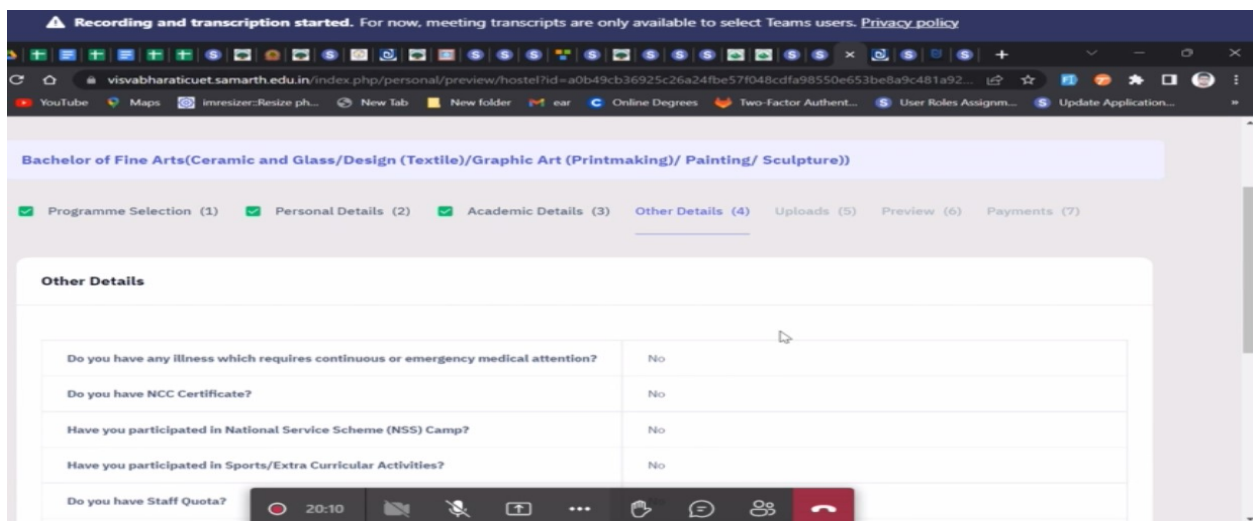 Recording and transcription started. For now, meeting transcripts are only available to select Teams users. Privacy policy
visvabharaticuet.samarth.edu.in/index.php/personal/preview/hostel?id=a0b49cb36925c26a24fbe57f048cdfa98550e653be8a9c481a92...
YouTube Maps imresizer::Resize ph... New Tab New folder ear Online Degrees Two-Factor Authent... User Roles Assignm... Update Application...
Bachelor of Fine Arts(Ceramic and Glass/Design (Textile)/Graphic Art (Printmaking)/ Painting/ Sculpture))
Programme Selection (1) Personal Details (2) Academic Details (3) Other Details (4) Uploads (5) Preview (6) Payments (7)
Other Details
Do you have any illness which requires continuous or emergency medical attention? No
Do you have NCC Certificate? No
Have you participated in National Service Scheme (NSS) Camp? No
Have you participated in Sports/Extra Curricular Activities? No
Do you have Staff Quota?
20:10